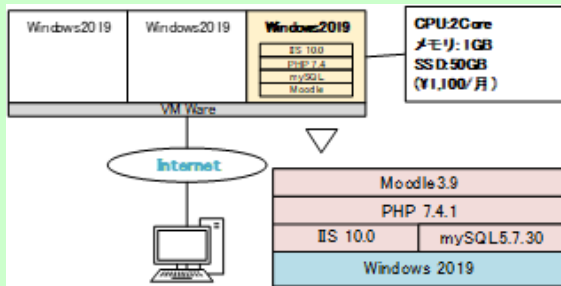 Windows2019
Windows2019
Windows2019
IIS 10.0
PHP 7.4
mySQL
Moodle
VM Ware
CPU:2Core
メモリ:1GB
SSD:50GB
(¥1,100/月)
Internet
Moodle3.9
PHP 7.4.1
IIS 10.0
mySQL5.7.30
Windows 2019